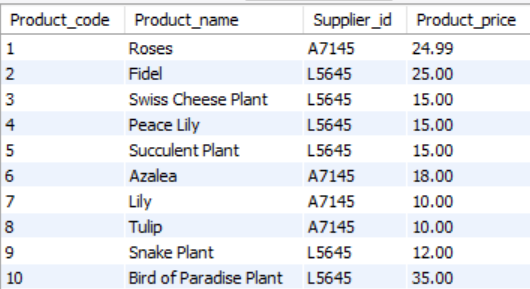 Product_code Product_name Supplier_id Product_price
1 Roses A7145 24.99
2 Fidel L5645 25.00
3 Swiss Cheese Plant L5645 15.00
4 Peace Lily L5645 15.00
5 Succulent Plant L5645 15.00
6 Azalea A7145 18.00
7 Lily A7145 10.00
8 Tulip A7145 10.00
9 Snake Plant L5645 12.00
10 Bird of Paradise Plant L5645 35.00